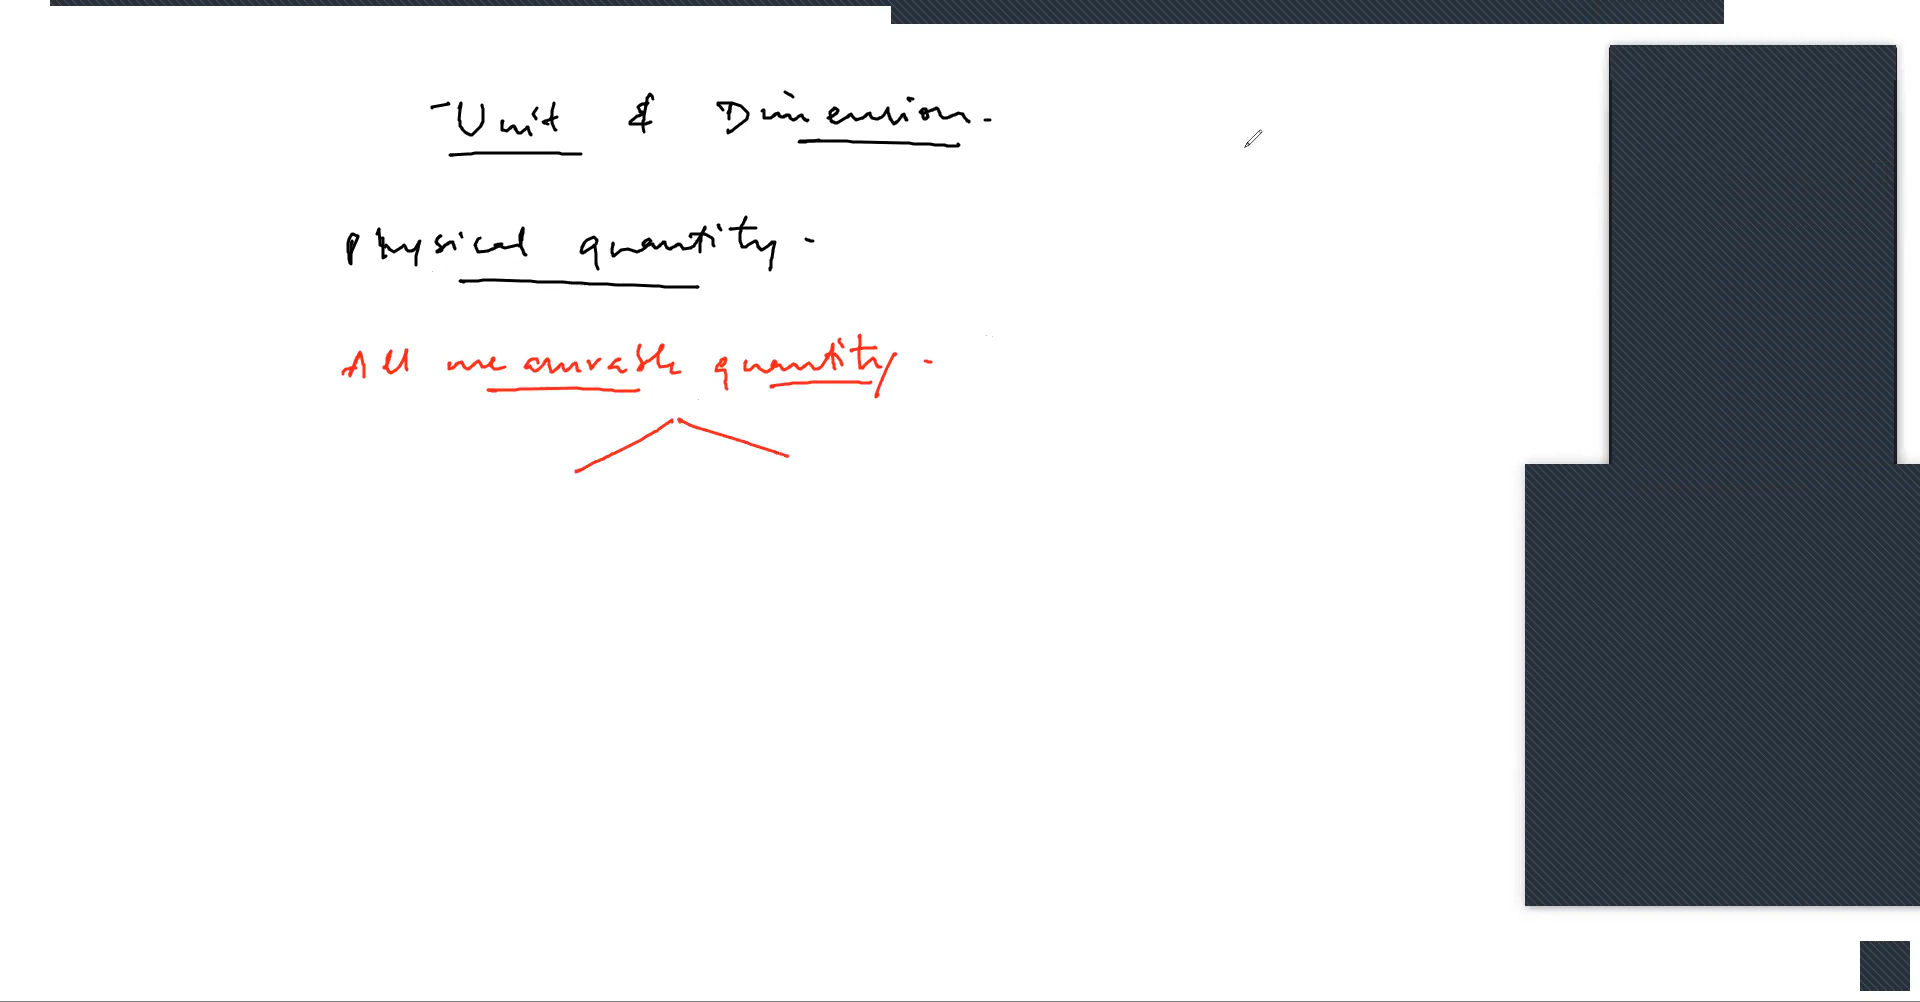 Unit & Dimension.
Physical quantity.
All measurable quantity.